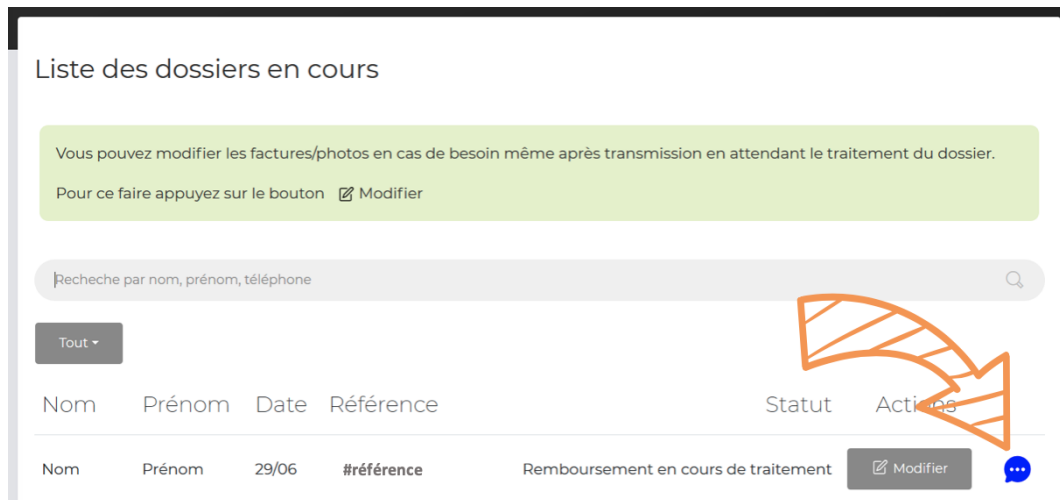 Liste des dossiers en cours
Vous pouvez modifier les factures/photos en cas de besoin même après transmission en attendant le traitement du dossier.
Pour ce faire appuyez sur le bouton Modifier
Recheche par nom, prénom, téléphone
Tout
Nom Prénom Date Référence Statut Actions
Nom Prénom 29/06 #référence Remboursement en cours de traitement Modifier